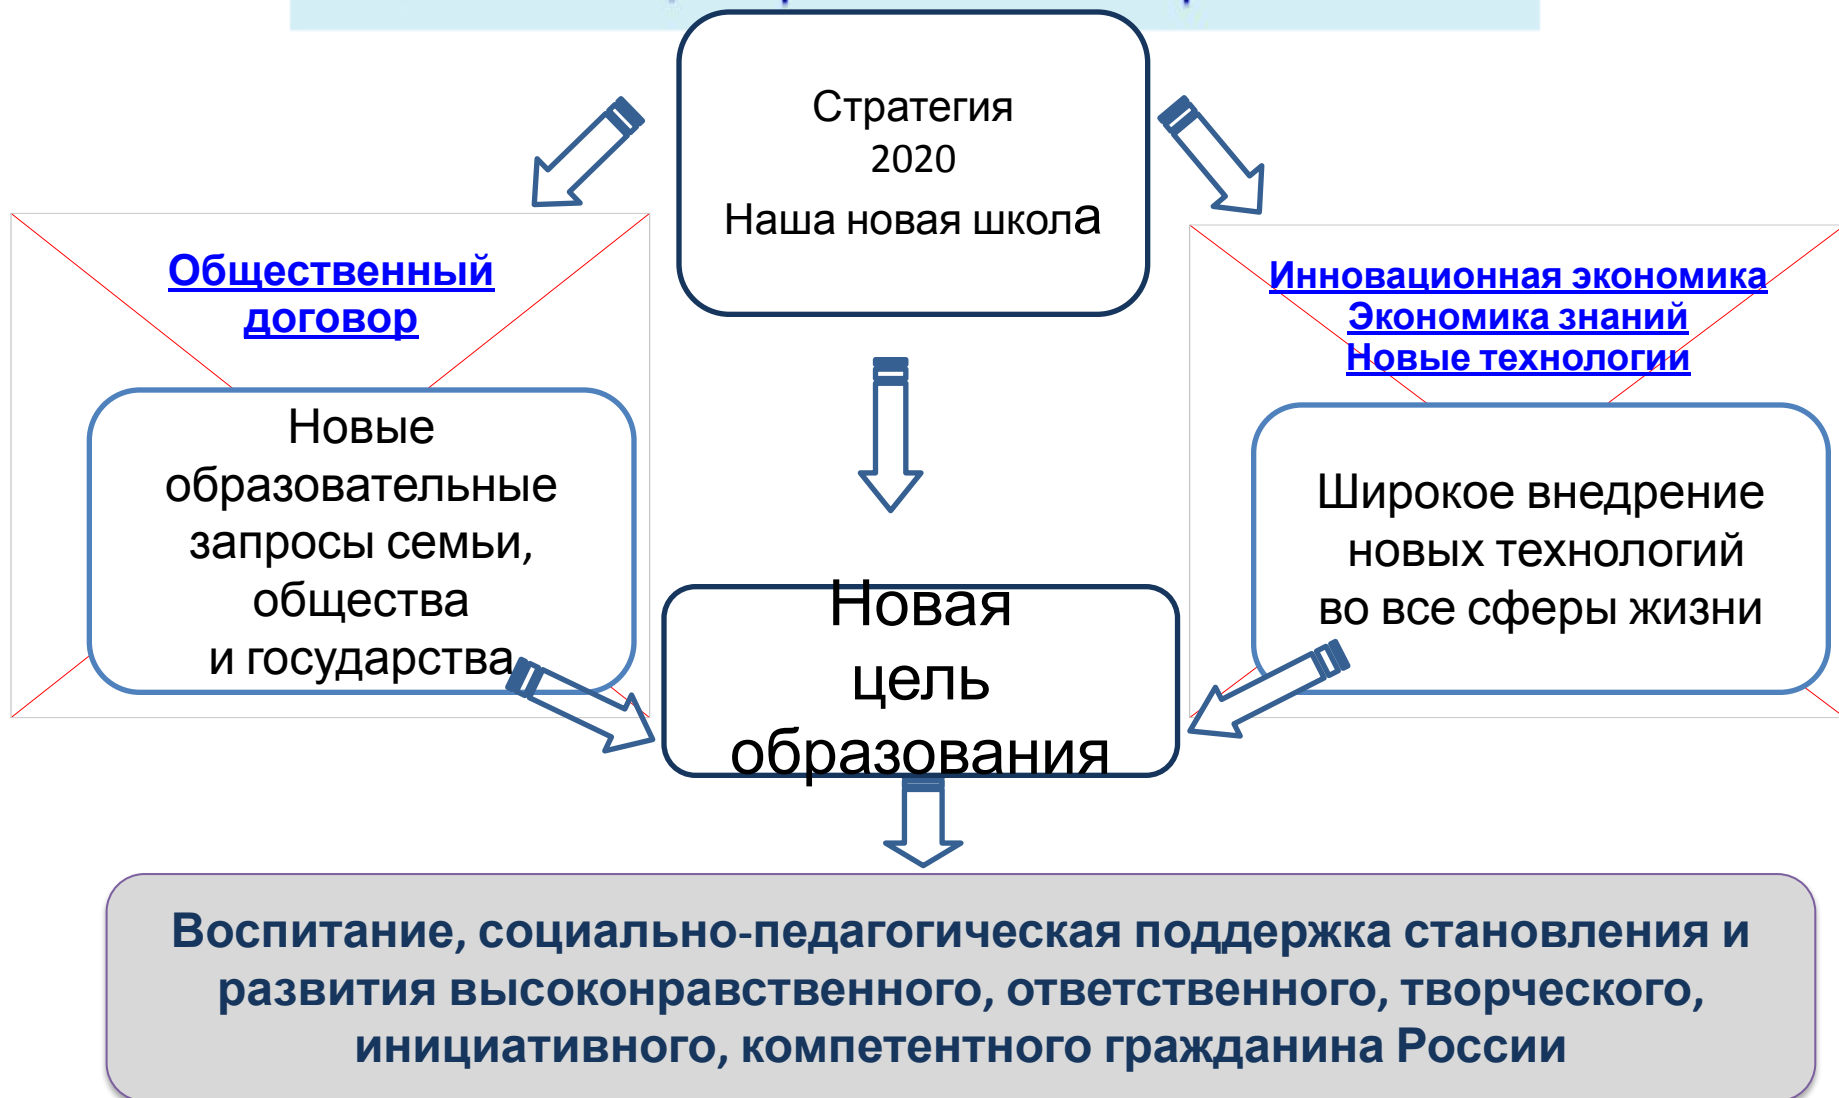 Стратегия
2020
Наша новая школа
Общественный
договор
Инновационная экономика
Экономика знаний
Новые технологии
Новые
образовательные
запросы семьи,
общества
и государства
Широкое внедрение
новых технологий
во все сферы жизни
Новая
цель
образования
Воспитание, социально-педагогическая поддержка становления и
развития высоконравственного, ответственного, творческого,
инициативного, компетентного гражданина России